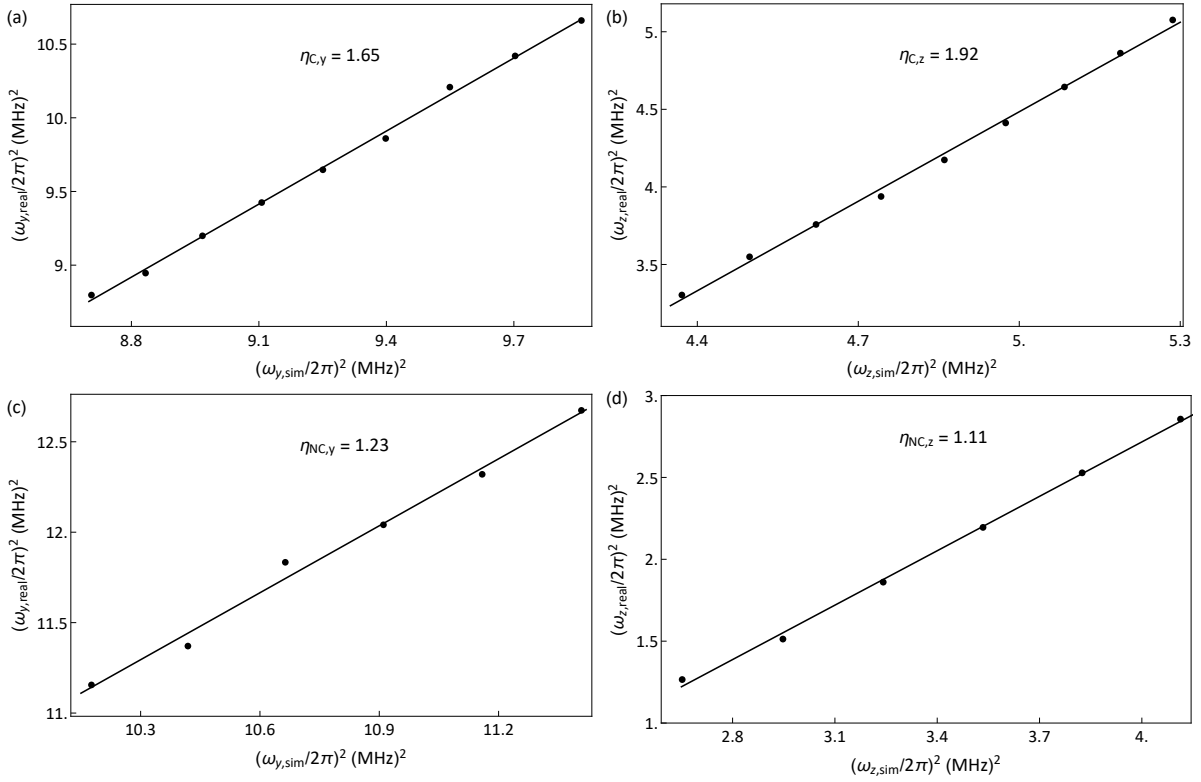 (a)
η_C,y = 1.65
(ω_y,real/2π)² (MHz)²
10.5
10.
9.5
9.
8.8 9.1 9.4 9.7
(ω_y,sim/2π)² (MHz)²
(b)
η_C,z = 1.92
(ω_z,real/2π)² (MHz)²
5.
4.5
4.
3.5
4.4 4.7 5. 5.3
(ω_z,sim/2π)² (MHz)²
(c)
η_NC,y = 1.23
(ω_y,real/2π)² (MHz)²
12.5
12.
11.5
11.
10.3 10.6 10.9 11.2
(ω_y,sim/2π)² (MHz)²
(d)
η_NC,z = 1.11
(ω_z,real/2π)² (MHz)²
3.
2.5
2.
1.5
1.
2.8 3.1 3.4 3.7 4.
(ω_z,sim/2π)² (MHz)²